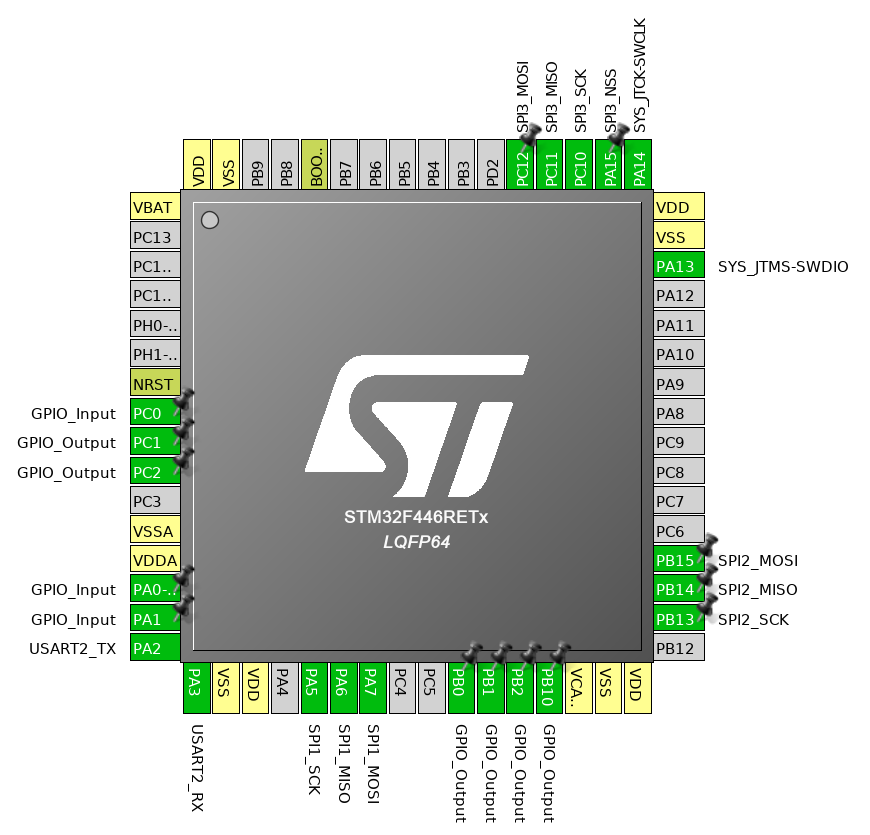 SPI3_MOSI
SPI3_MISO
SPI3_SCK
SPI3_NSS
SYS_JTCK-SWCLK
VDD
VSS
PB9
PB8
BOO..
PB7
PB6
PB5
PB4
PB3
PD2
PC12
PC11
PC10
PA15
PA14
VBAT
PC13
PC1..
PC1..
PH0-..
PH1-..
NRST
GPIO_Input PC0
GPIO_Output PC1
GPIO_Output PC2
PC3
VSSA
VDDA
GPIO_Input PA0-..
GPIO_Input PA1
USART2_TX PA2
ST
STM32F446RETx
LQFP64
VDD
VSS
PA13 SYS_JTMS-SWDIO
PA12
PA11
PA10
PA9
PA8
PC9
PC8
PC7
PC6
PB15 SPI2_MOSI
PB14 SPI2_MISO
PB13 SPI2_SCK
PB12
PA3
VSS
VDD
PA4
PA5
PA6
PA7
PC4
PC5
PB0
PB1
PB2
PB10
VCA..
VSS
VDD
USART2_RX
SPI1_SCK
SPI1_MISO
SPI1_MOSI
GPIO_Output
GPIO_Output
GPIO_Output
GPIO_Output